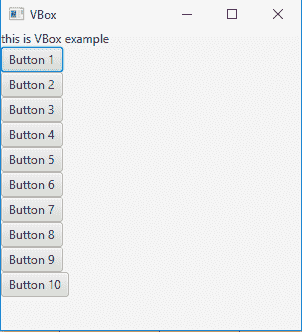 VBox
this is VBox example
Button 1
Button 2
Button 3
Button 4
Button 5
Button 6
Button 7
Button 8
Button 9
Button 10